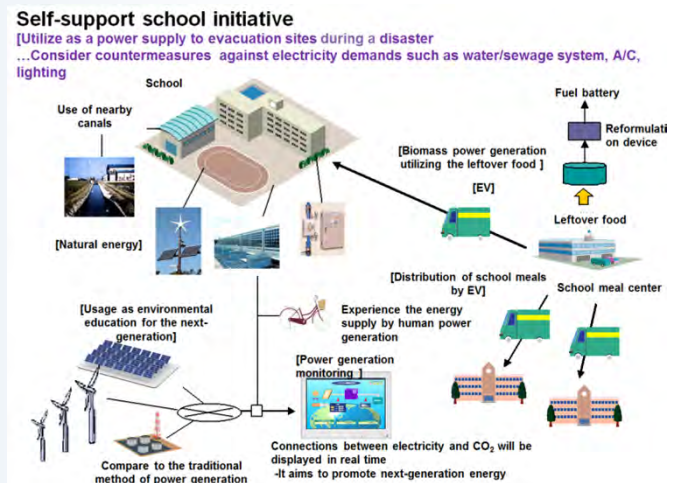 Self-support school initiative
[Utilize as a power supply to evacuation sites during a disaster
…Consider countermeasures against electricity demands such as water/sewage system, A/C,
lighting
School
Use of nearby
canals
Fuel battery
Reformulati
on device
[Biomass power generation
utilizing the leftover food ]
[EV]
Leftover food
[Natural energy]
[Distribution of school meals
by EV]
School meal center
[Usage as environmental
education for the next-
generation]
Experience the energy
supply by human power
generation
[Power generation
monitoring ]
Connections between electricity and CO₂ will be
displayed in real time
-It aims to promote next-generation energy
Compare to the traditional
method of power generation